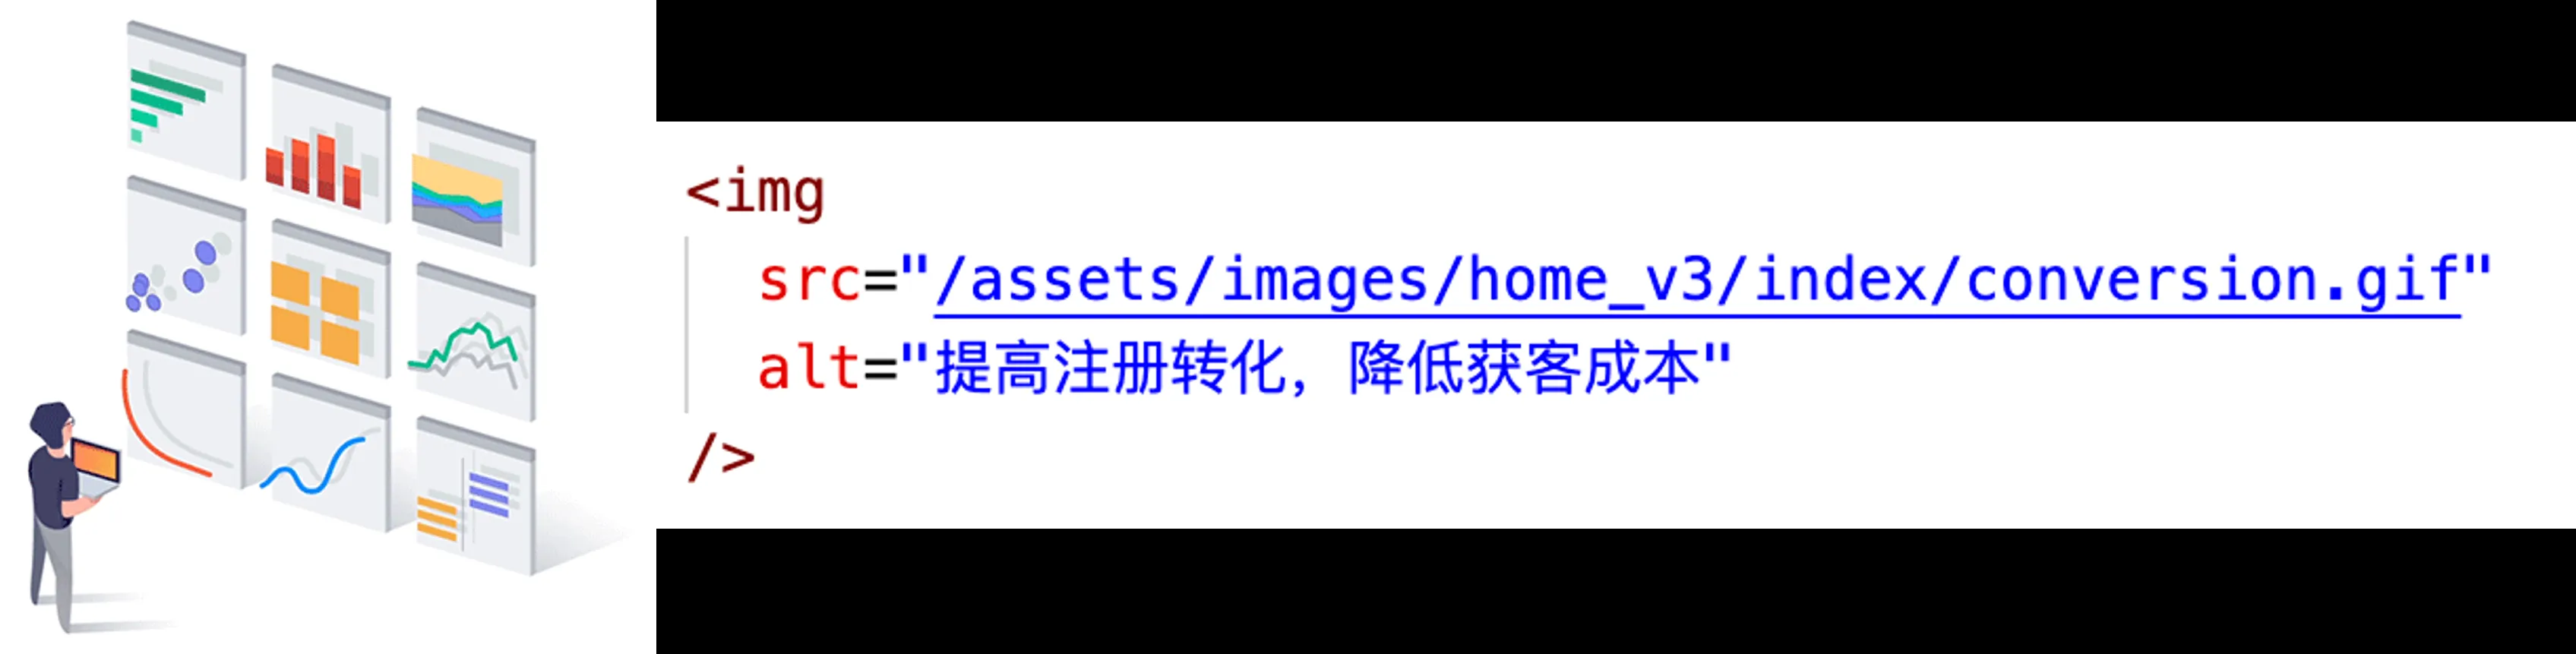 <img
src="/assets/images/home_v3/index/conversion.gif"
alt="提高注册转化，降低获客成本"
/>